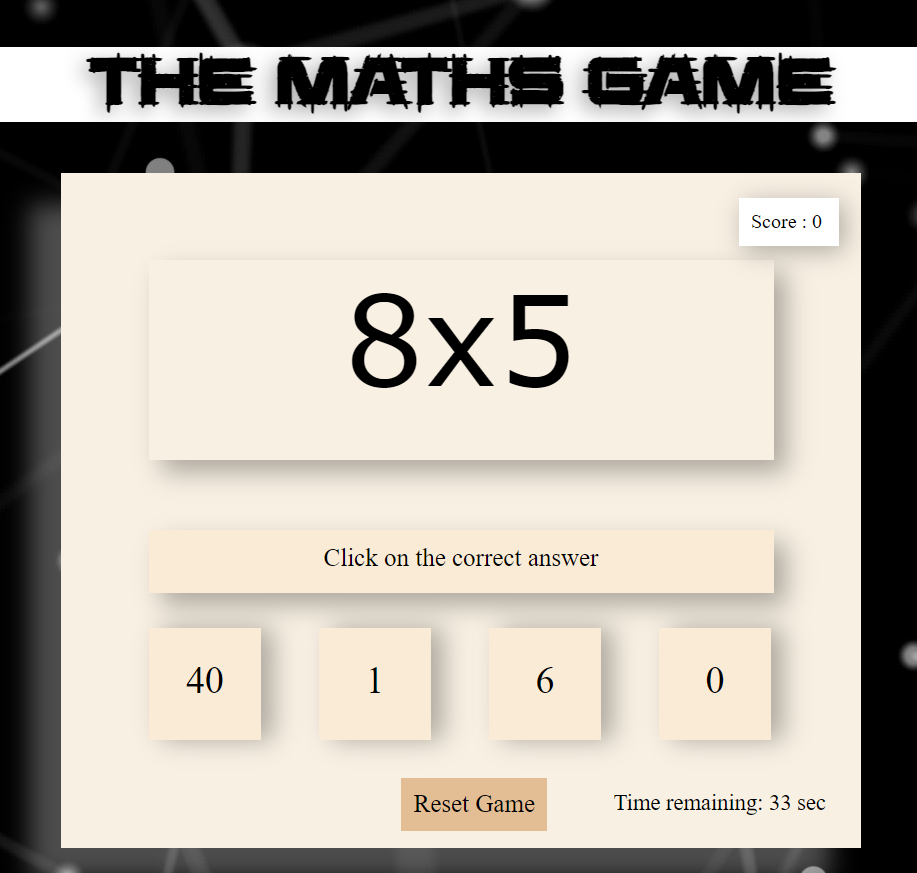 THE MATHS GAME
Score : 0
8x5
Click on the correct answer
40 1 6 0
Reset Game
Time remaining: 33 sec